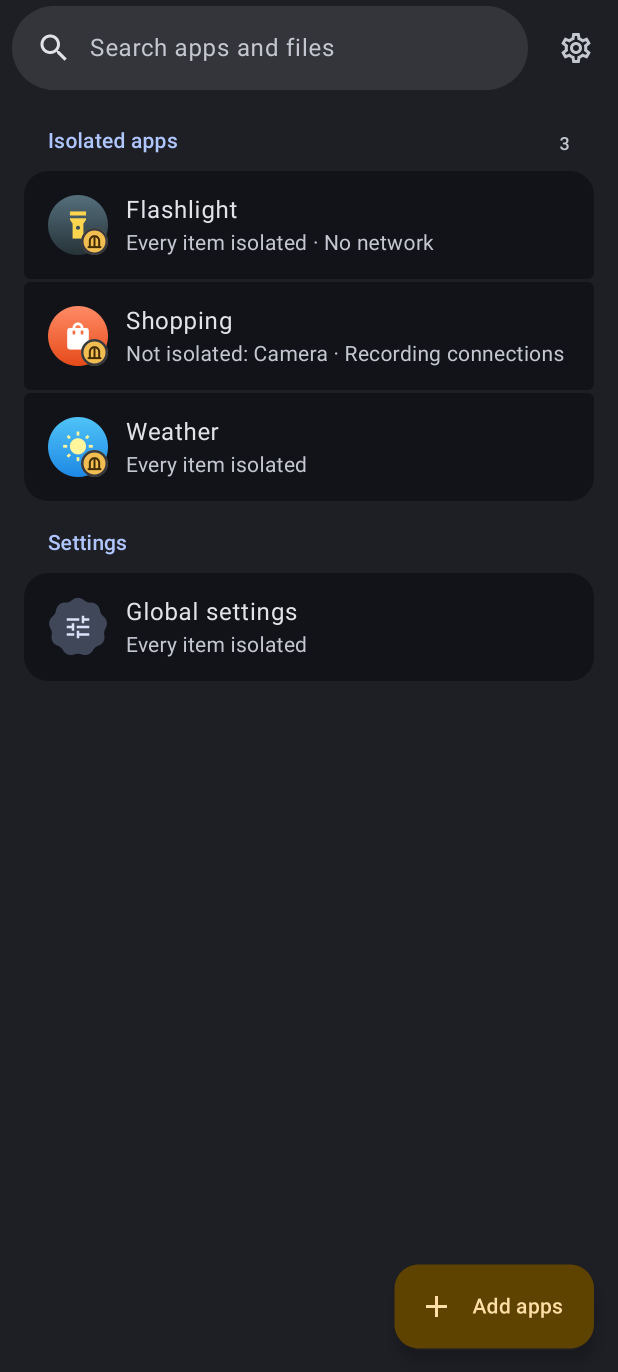 Search apps and files
Isolated apps
3
Flashlight
Every item isolated · No network
Shopping
Not isolated: Camera · Recording connections
Weather
Every item isolated
Settings
Global settings
Every item isolated
Add apps